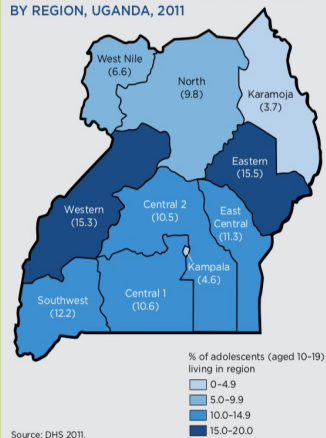 BY REGION, UGANDA, 2011
West Nile
(6.6)
North
(9.8)
Karamoja
(3.7)
Eastern
(15.5)
Western
(15.3)
Central 2
(10.5)
East
Central
(11.3)
Kampala
(4.6)
Southwest
(12.2)
Central 1
(10.6)
% of adolescents (aged 10–19)
living in region
0–4.9
5.0–9.9
10.0–14.9
15.0–20.0
Source: DHS 2011.